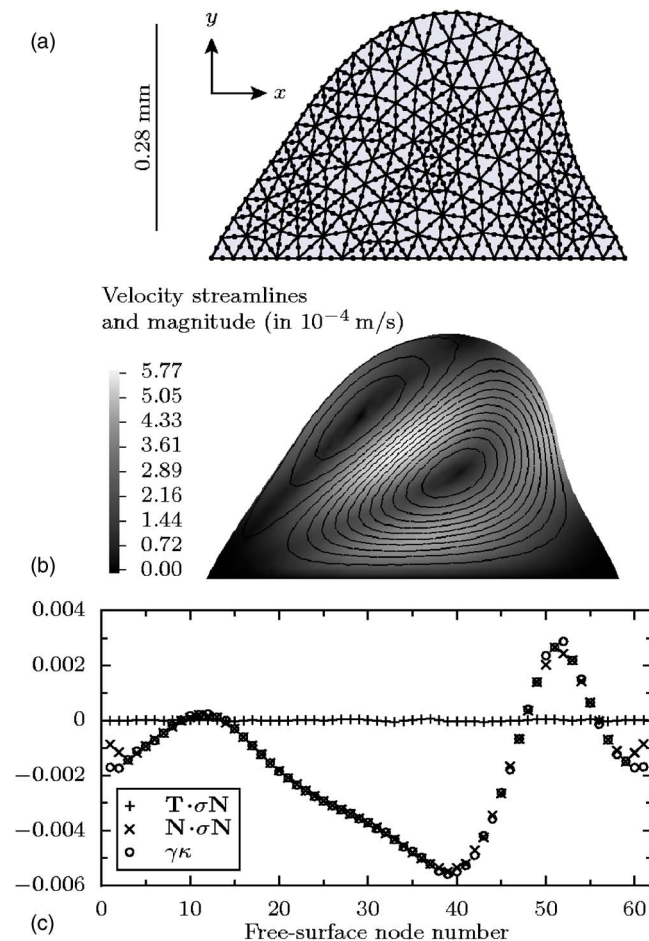 (a)
y
x
0.28 mm
Velocity streamlines
and magnitude (in 10⁻⁴ m/s)
5.77
5.05
4.33
3.61
2.89
2.16
1.44
0.72
0.00
(b)
0.004
0.002
0
−0.002
−0.004
−0.006
T·σN
N·σN
γκ
0 10 20 30 40 50 60
(c)
Free-surface node number